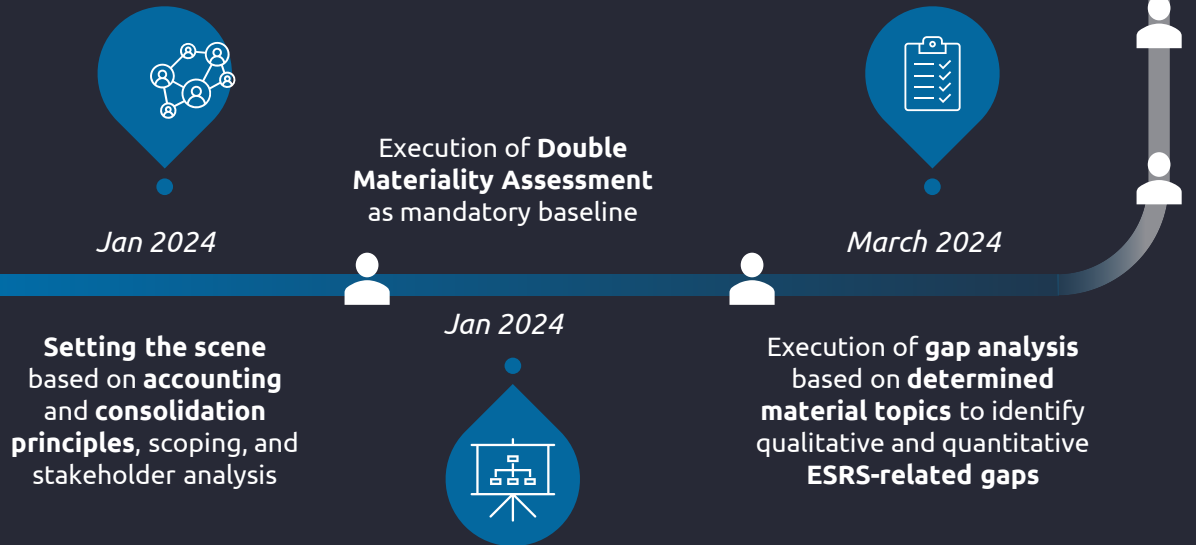 Jan 2024
Setting the scene
based on accounting
and consolidation
principles, scoping, and
stakeholder analysis
Execution of Double
Materiality Assessment
as mandatory baseline
Jan 2024
March 2024
Execution of gap analysis
based on determined
material topics to identify
qualitative and quantitative
ESRS-related gaps